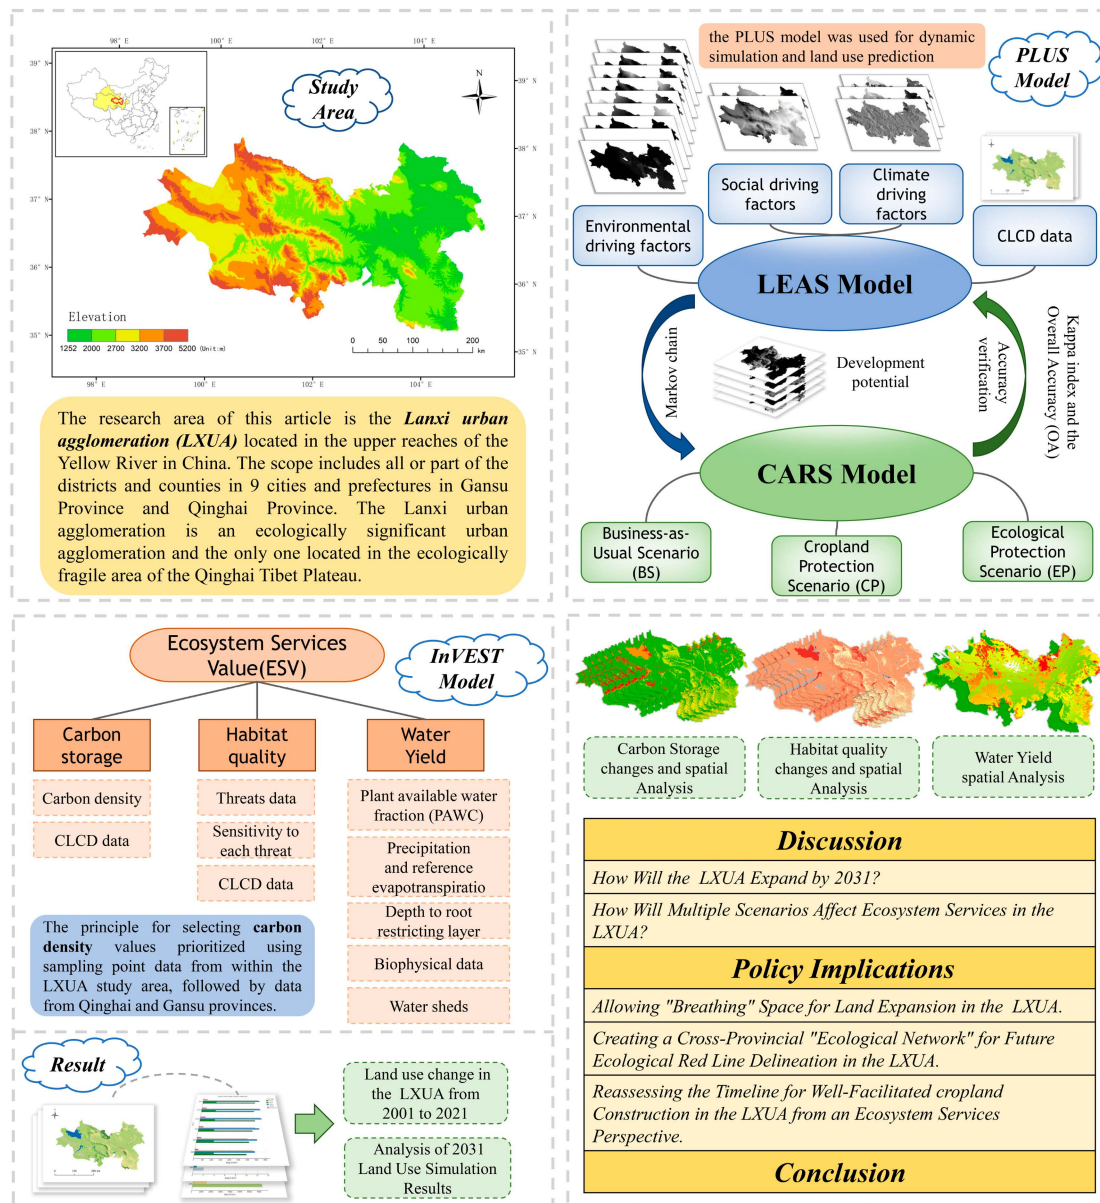 98° E
100° E
102° E
104° E
39° N
38° N
37° N
36° N
35° N
39° N
38° N
37° N
36° N
35° N
98° E
100° E
102° E
104° E
N
Study
Area
Elevation
1252 2000 2700 3200 3700 5200 (Unit:m)
0 50 100 200
km
The research area of this article is the Lanxi urban
agglomeration (LXUA) located in the upper reaches of the
Yellow River in China. The scope includes all or part of the
districts and counties in 9 cities and prefectures in Gansu
Province and Qinghai Province. The Lanxi urban
agglomeration is an ecologically significant urban
agglomeration and the only one located in the ecologically
fragile area of the Qinghai Tibet Plateau.
the PLUS model was used for dynamic
simulation and land use prediction
PLUS
Model
Environmental
driving factors
Social driving
factors
Climate
driving
factors
CLCD data
LEAS Model
Markov chain
Development
potential
Accuracy
verification
Kappa index and the
Overall Accuracy (OA)
CARS Model
Business-as-
Usual Scenario
(BS)
Cropland
Protection
Scenario (CP)
Ecological
Protection
Scenario (EP)
Ecosystem Services
Value(ESV)
InVEST
Model
Carbon
storage
Carbon density
CLCD data
Habitat
quality
Threats data
Sensitivity to
each threat
CLCD data
Water
Yield
Plant available water
fraction (PAWC)
Precipitation
and reference
evapotranspiratio
Depth to root
restricting layer
Biophysical data
Water sheds
The principle for selecting carbon
density values prioritized using
sampling point data from within the
LXUA study area, followed by data
from Qinghai and Gansu provinces.
Result
Land use change in
the LXUA from
2001 to 2021
Analysis of 2031
Land Use Simulation
Results
Carbon Storage
changes and spatial
Analysis
Habitat quality
changes and spatial
Analysis
Water Yield
spatial Analysis
Discussion
How Will the LXUA Expand by 2031?
How Will Multiple Scenarios Affect Ecosystem Services in the
LXUA?
Policy Implications
Allowing "Breathing" Space for Land Expansion in the LXUA.
Creating a Cross-Provincial "Ecological Network" for Future
Ecological Red Line Delineation in the LXUA.
Reassessing the Timeline for Well-Facilitated cropland
Construction in the LXUA from an Ecosystem Services
Perspective.
Conclusion